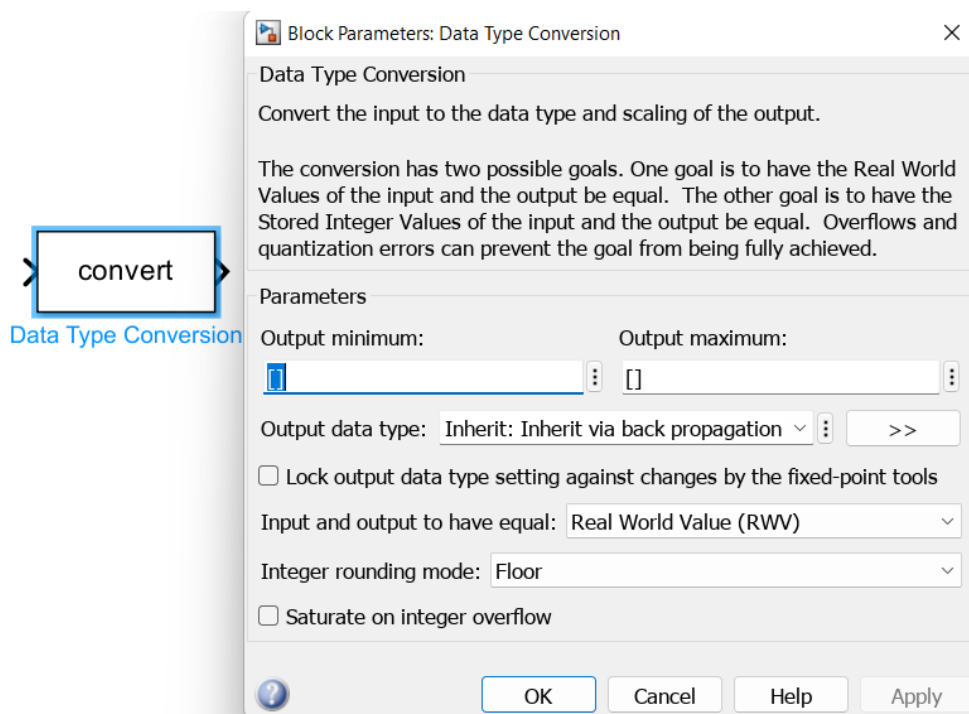 Block Parameters: Data Type Conversion
Data Type Conversion
Convert the input to the data type and scaling of the output.
The conversion has two possible goals. One goal is to have the Real World
Values of the input and the output be equal.  The other goal is to have the
Stored Integer Values of the input and the output be equal.  Overflows and
quantization errors can prevent the goal from being fully achieved.
convert
Data Type Conversion
Parameters
Output minimum: Output maximum:
[] []
Output data type: Inherit: Inherit via back propagation >>
Lock output data type setting against changes by the fixed-point tools
Input and output to have equal: Real World Value (RWV)
Integer rounding mode: Floor
Saturate on integer overflow
? OK Cancel Help Apply